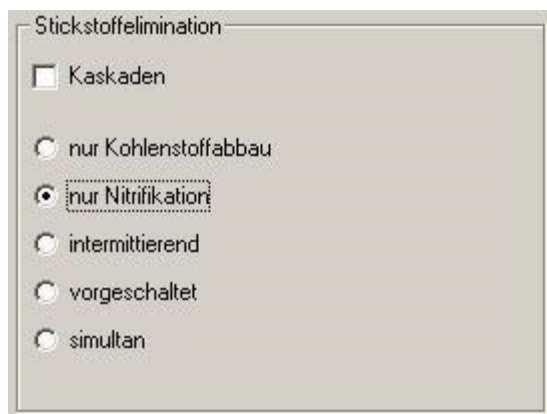 Stickstoffelimination
Kaskaden
nur Kohlenstoffabbau
nur Nitrifikation
intermittierend
vorgeschaltet
simultan